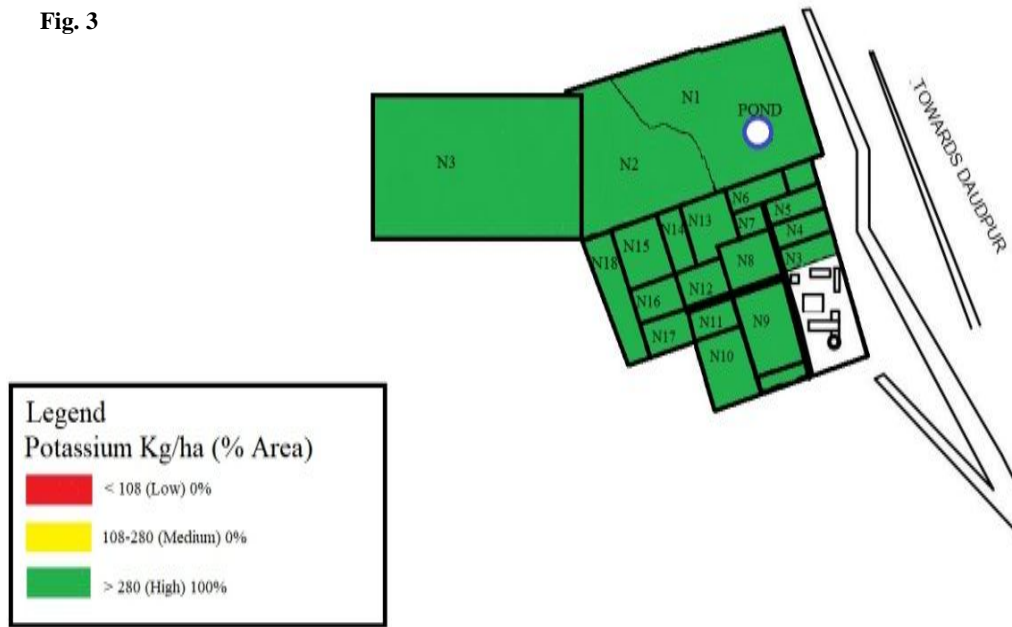 Fig. 3
N1
POND
TOWARDS DAUDPUR
N3
N2
N6
N5
N14
N13
N7
N4
N15
N18
N8
N3
N12
N16
N11
N9
N17
N10
Legend
Potassium Kg/ha (% Area)
< 108 (Low) 0%
108-280 (Medium) 0%
> 280 (High) 100%